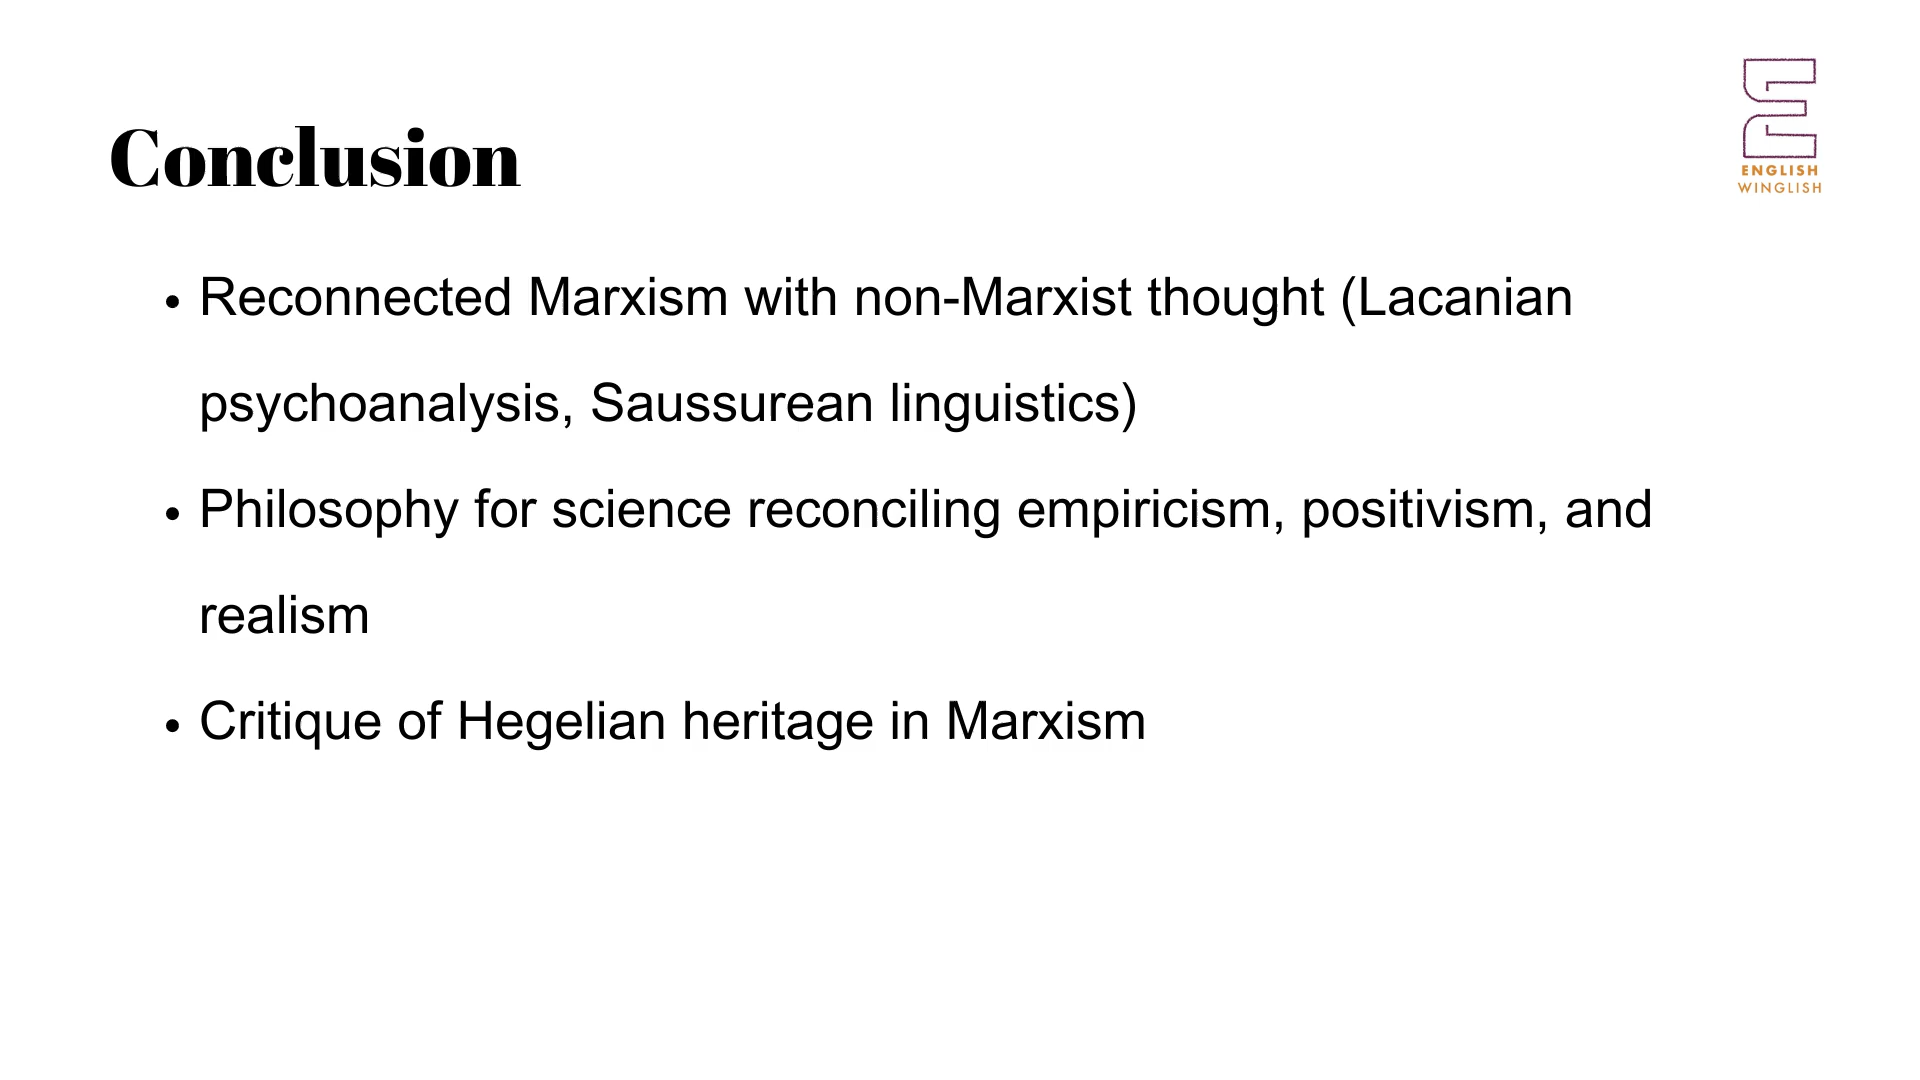 Conclusion
ENGLISH
WINGLISH
• Reconnected Marxism with non-Marxist thought (Lacanian
psychoanalysis, Saussurean linguistics)
• Philosophy for science reconciling empiricism, positivism, and
realism
• Critique of Hegelian heritage in Marxism